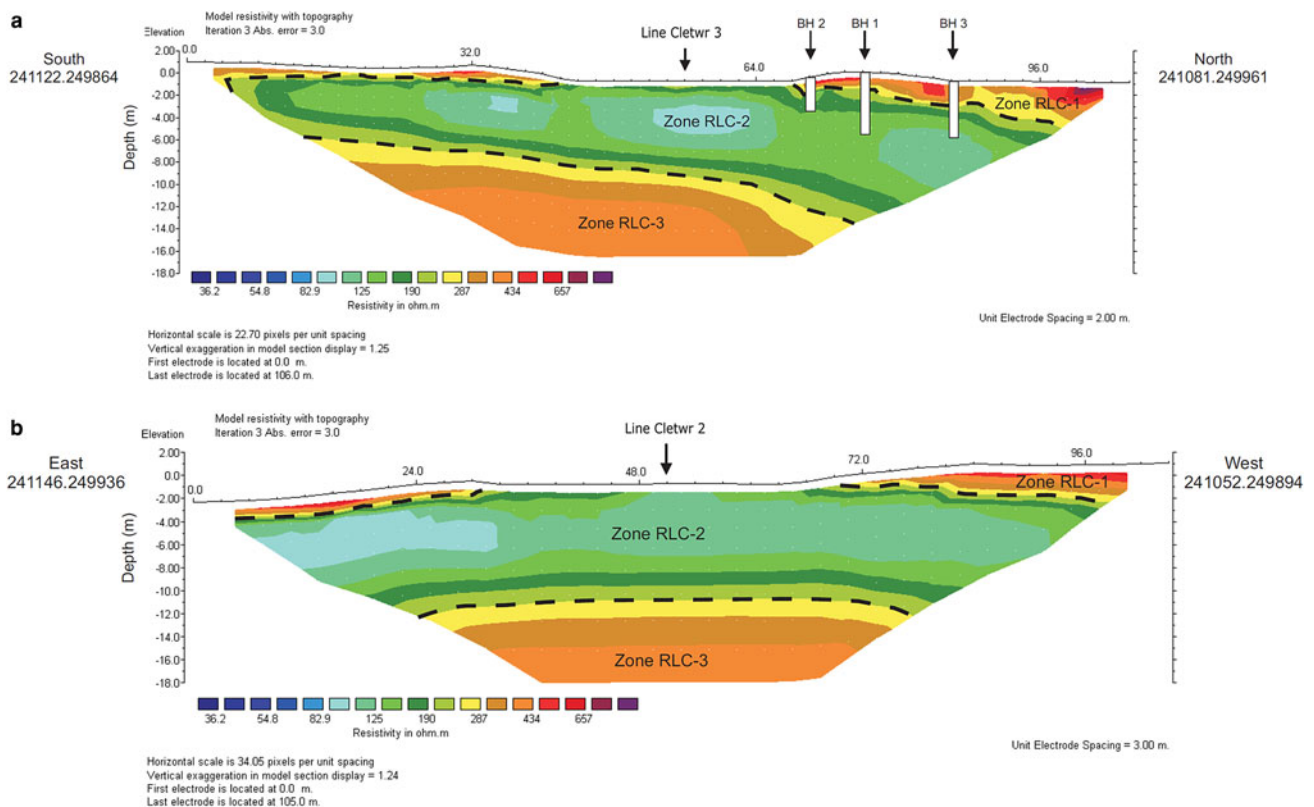 a
Model resistivity with topography
Iteration 3 Abs. error = 3.0
Elevation
South
241122.249864
Line Cletwr 3
BH 2
BH 1
BH 3
North
241081.249961
0.0
32.0
64.0
96.0
2.00
0.0
-2.0
-4.0
-6.0
-8.0
-10.0
-12.0
-14.0
-16.0
-18.0
Depth (m)
Zone RLC-1
Zone RLC-2
Zone RLC-3
36.2 54.8 82.9 125 190 287 434 657
Resistivity in ohm.m
Unit Electrode Spacing = 2.00 m.
Horizontal scale is 22.70 pixels per unit spacing
Vertical exaggeration in model section display = 1.25
First electrode is located at 0.0 m.
Last electrode is located at 106.0 m.
b
Model resistivity with topography
Iteration 3 Abs. error = 3.0
Elevation
East
241146.249936
Line Cletwr 2
West
241052.249894
0.0
24.0
48.0
72.0
96.0
2.00
0.0
-2.0
-4.0
-6.0
-8.0
-10.0
-12.0
-14.0
-16.0
-18.0
Depth (m)
Zone RLC-1
Zone RLC-2
Zone RLC-3
36.2 54.8 82.9 125 190 287 434 657
Resistivity in ohm.m
Unit Electrode Spacing = 3.00 m.
Horizontal scale is 34.05 pixels per unit spacing
Vertical exaggeration in model section display = 1.24
First electrode is located at 0.0 m.
Last electrode is located at 105.0 m.